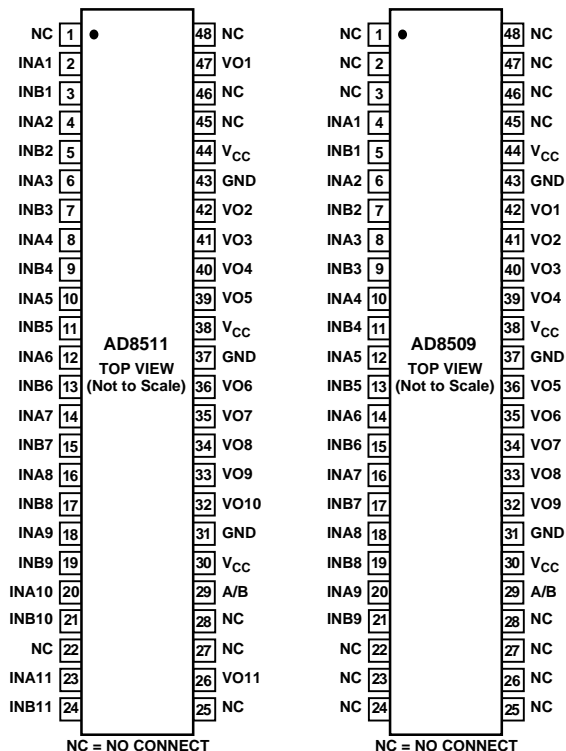 NC 1 48 NC
INA1 2 47 VO1
INB1 3 46 NC
INA2 4 45 NC
INB2 5 44 VCC
INA3 6 43 GND
INB3 7 42 VO2
INA4 8 41 VO3
INB4 9 40 VO4
INA5 10 39 VO5
INB5 11 38 VCC
AD8511
INA6 12 37 GND
TOP VIEW
INB6 13 (Not to Scale) 36 VO6
INA7 14 35 VO7
INB7 15 34 VO8
INA8 16 33 VO9
INB8 17 32 VO10
INA9 18 31 GND
INB9 19 30 VCC
INA10 20 29 A/B
INB10 21 28 NC
NC 22 27 NC
INA11 23 26 VO11
INB11 24 25 NC
NC = NO CONNECT
NC 1 48 NC
NC 2 47 NC
NC 3 46 NC
INA1 4 45 NC
INB1 5 44 VCC
INA2 6 43 GND
INB2 7 42 VO1
INA3 8 41 VO2
INB3 9 40 VO3
INA4 10 39 VO4
INB4 11 38 VCC
AD8509
INA5 12 37 GND
TOP VIEW
INB5 13 (Not to Scale) 36 VO5
INA6 14 35 VO6
INB6 15 34 VO7
INA7 16 33 VO8
INB7 17 32 VO9
INA8 18 31 GND
INB8 19 30 VCC
INA9 20 29 A/B
INB9 21 28 NC
NC 22 27 NC
NC 23 26 NC
NC 24 25 NC
NC = NO CONNECT